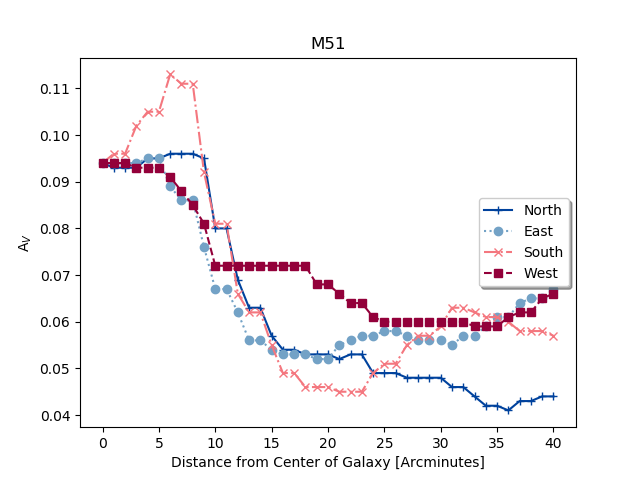 M51
A_V
0.11
0.10
0.09
0.08
0.07
0.06
0.05
0.04
North
East
South
West
0 5 10 15 20 25 30 35 40
Distance from Center of Galaxy [Arcminutes]